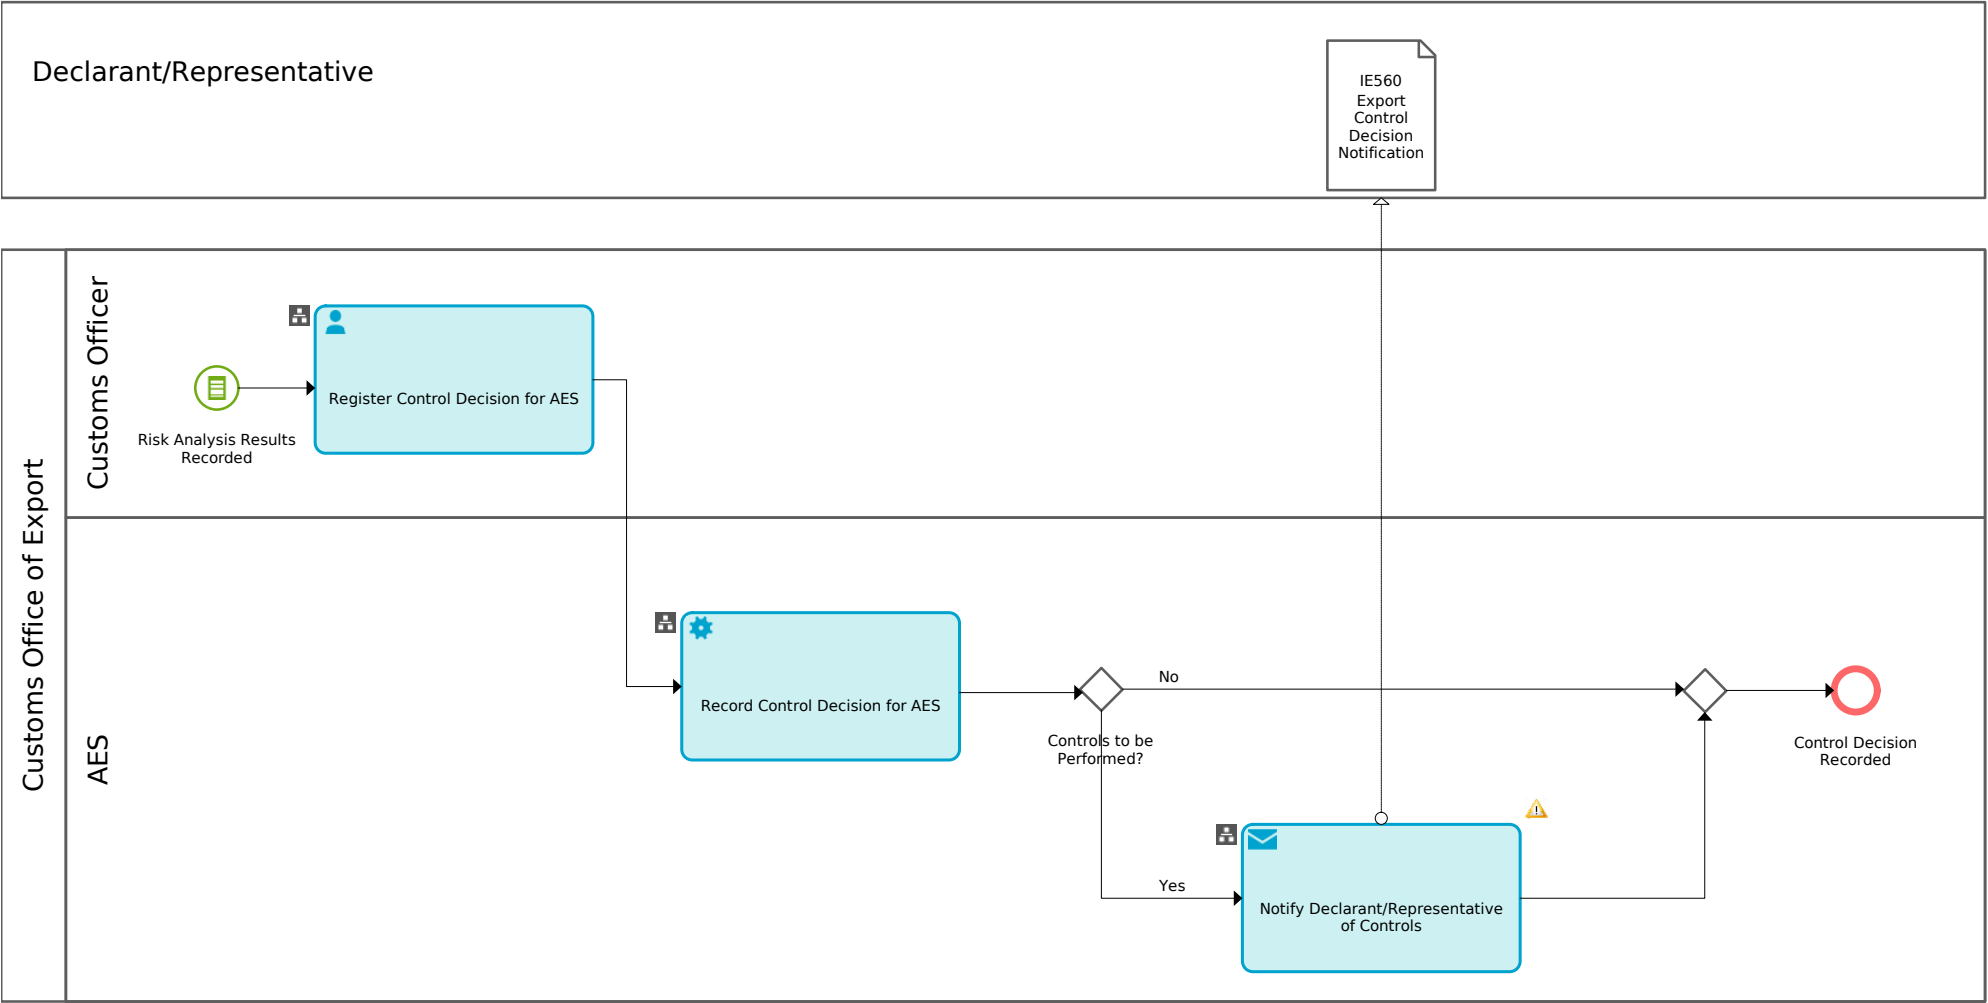 Declarant/Representative
IE560
Export
Control
Decision
Notification
Customs Office of Export
Customs Officer
Risk Analysis Results
Recorded
Register Control Decision for AES
AES
Record Control Decision for AES
Controls to be
Performed?
No
Yes
Notify Declarant/Representative
of Controls
Control Decision
Recorded